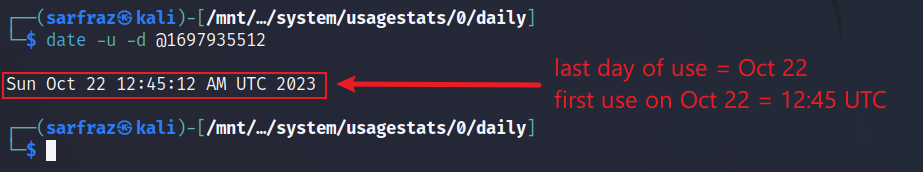 ┌──(sarfraz㉿kali)-[/mnt/…/system/usagestats/0/daily]
└─$ date -u -d @1697935512
Sun Oct 22 12:45:12 AM UTC 2023
last day of use = Oct 22
first use on Oct 22 = 12:45 UTC
┌──(sarfraz㉿kali)-[/mnt/…/system/usagestats/0/daily]
└─$